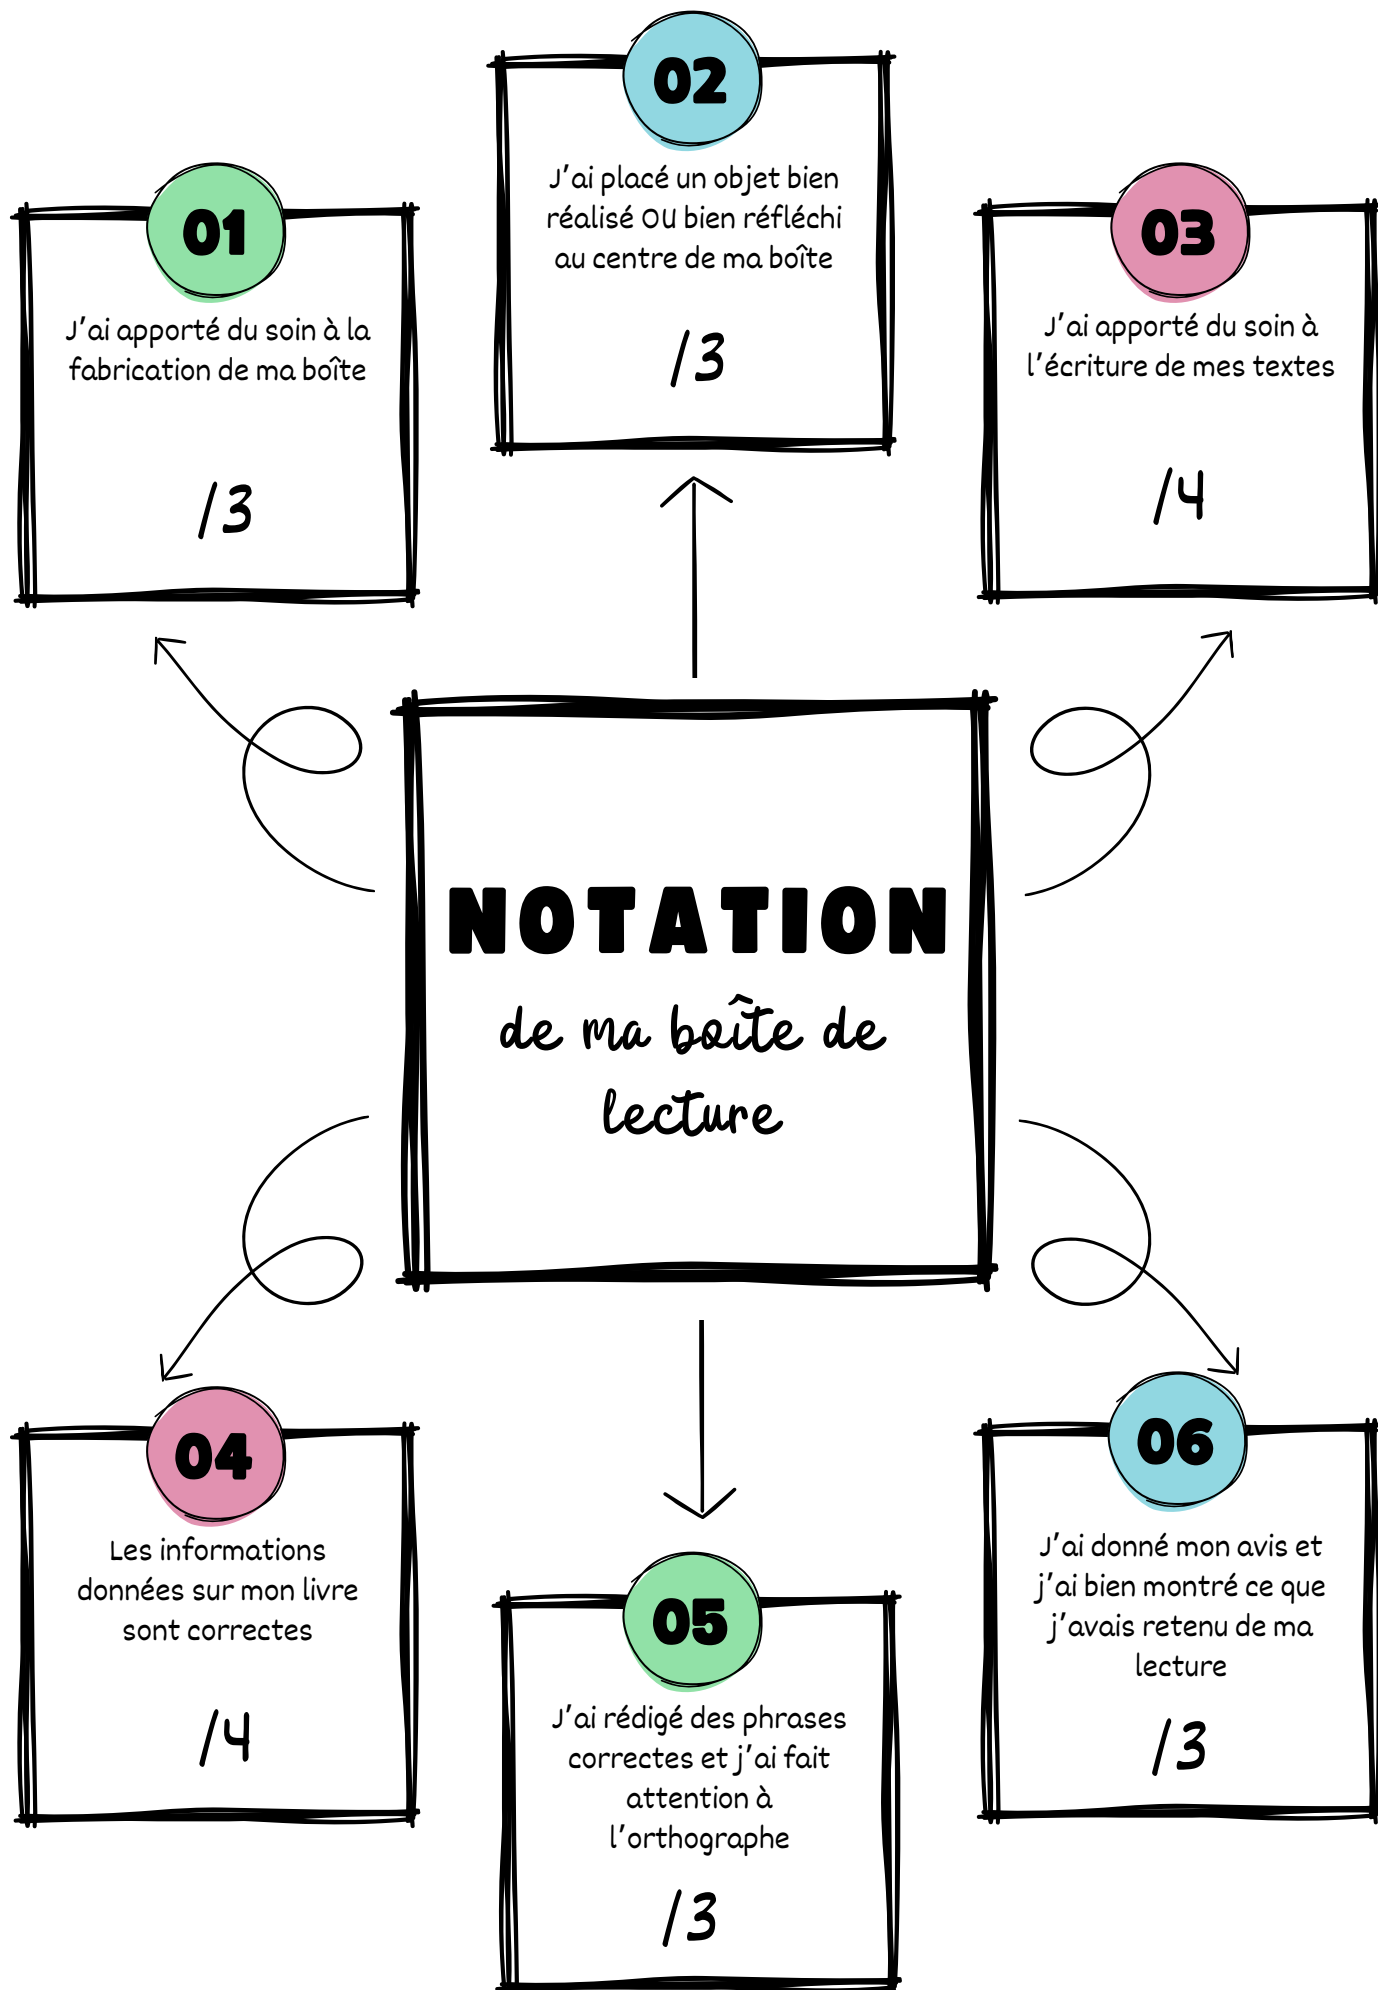 01
J'ai apporté du soin à la
fabrication de ma boîte
/3
02
J'ai placé un objet bien
réalisé OU bien réfléchi
au centre de ma boîte
/3
03
J'ai apporté du soin à
l'écriture de mes textes
/4
NOTATION
de ma boîte de
lecture
04
Les informations
données sur mon livre
sont correctes
/4
05
J'ai rédigé des phrases
correctes et j'ai fait
attention à
l'orthographe
/3
06
J'ai donné mon avis et
j'ai bien montré ce que
j'avais retenu de ma
lecture
/3